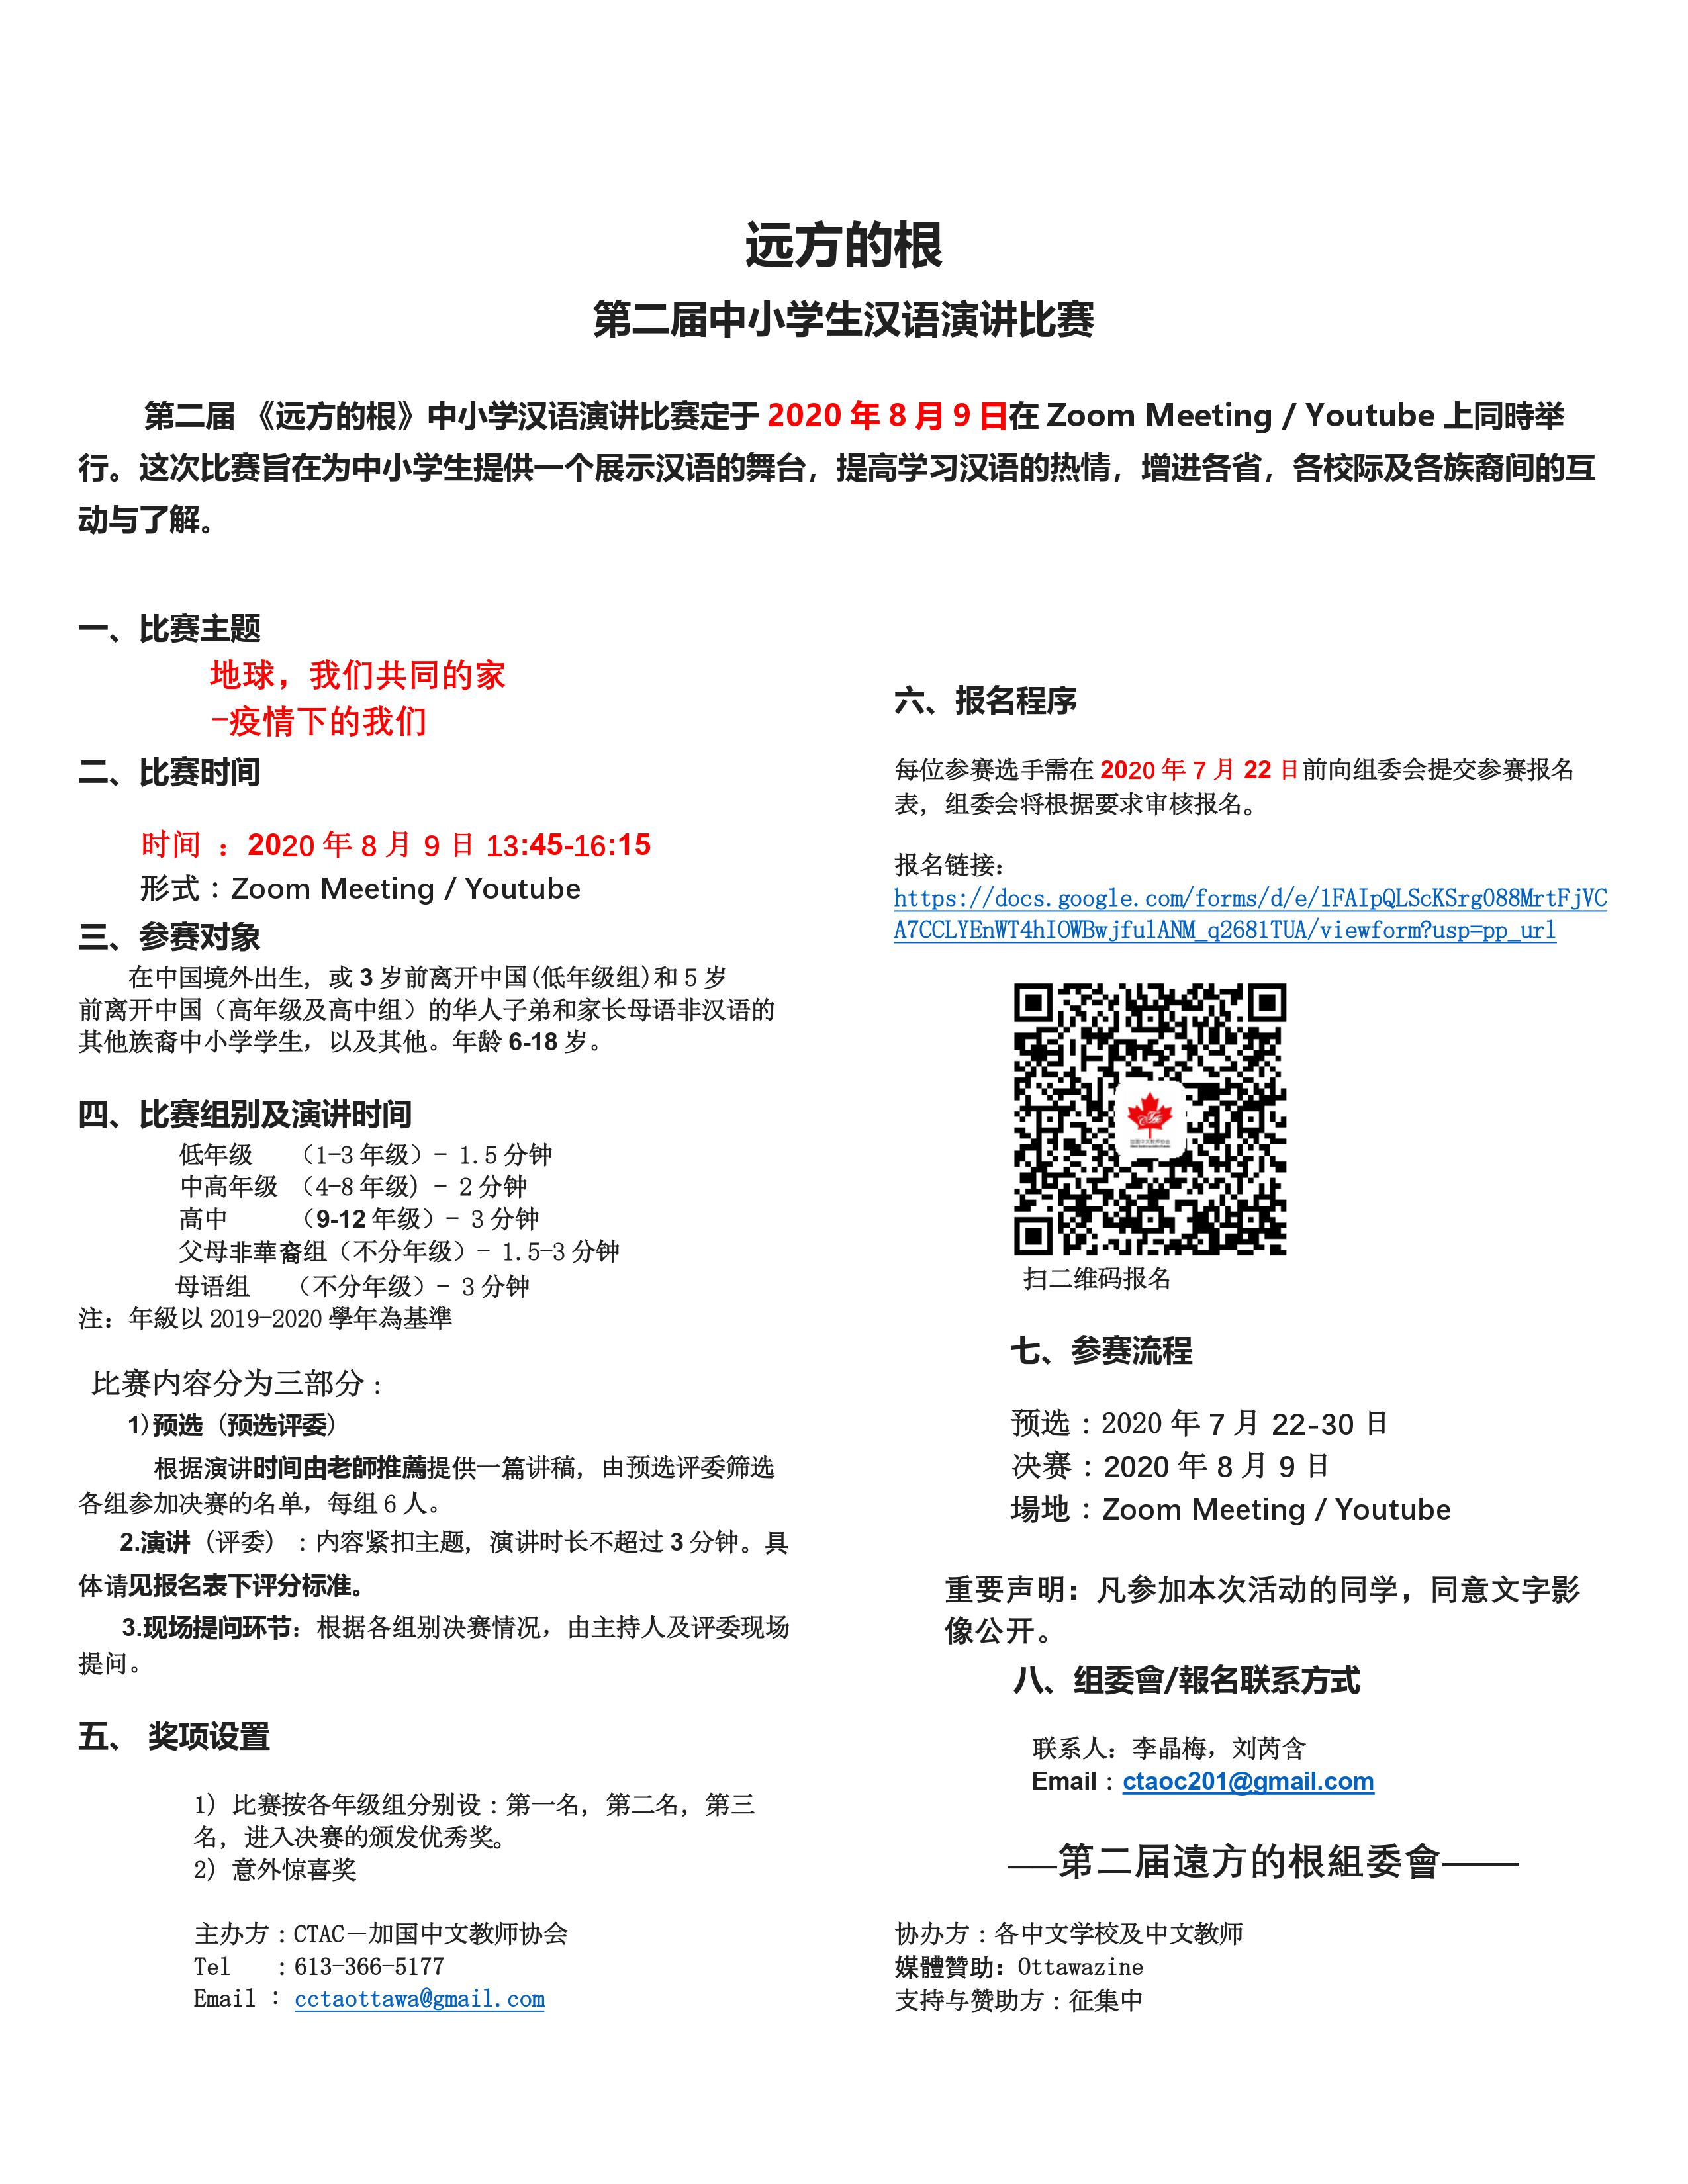 远方的根
第二届中小学生汉语演讲比赛
第二届 《远方的根》中小学汉语演讲比赛定于 2020 年 8 月 9 日在 Zoom Meeting / Youtube 上同時举
行。这次比赛旨在为中小学生提供一个展示汉语的舞台，提高学习汉语的热情，增进各省，各校际及各族裔间的互
动与了解。
一、比赛主题
地球，我们共同的家
-疫情下的我们
二、比赛时间
时间 ：2020 年 8 月 9 日 13:45-16:15
形式：Zoom Meeting / Youtube
三、参赛对象
在中国境外出生，或 3 岁前离开中国(低年级组)和 5 岁
前离开中国（高年级及高中组）的华人子弟和家长母语非汉语的
其他族裔中小学学生，以及其他。年龄 6-18 岁。
四、比赛组别及演讲时间
低年级 （1-3 年级）- 1.5 分钟
中高年级 （4-8 年级）- 2 分钟
高中 （9-12 年级）- 3 分钟
父母非華裔组（不分年级）- 1.5-3 分钟
母语组 （不分年级）- 3 分钟
注：年級以 2019-2020 學年為基準
比赛内容分为三部分：
1)预选（预选评委）
根据演讲时间由老師推薦提供一篇讲稿，由预选评委筛选
各组参加决赛的名单，每组 6 人。
2.演讲（评委）：内容紧扣主题，演讲时长不超过 3 分钟。具
体请见报名表下评分标准。
3.现场提问环节：根据各组别决赛情况，由主持人及评委现场
提问。
五、 奖项设置
1) 比赛按各年级组分别设：第一名，第二名，第三
名，进入决赛的颁发优秀奖。
2) 意外惊喜奖
主办方：CTAC－加国中文教师协会
Tel ：613-366-5177
Email ：cctaottawa@gmail.com
六、报名程序
每位参赛选手需在 2020 年 7 月 22 日前向组委会提交参赛报名
表，组委会将根据要求审核报名。
报名链接：
https://docs.google.com/forms/d/e/1FAIpQLScKSrg088MrtFjVC
A7CCLYEnWT4hIOWBwjfulANM_q2681TUA/viewform?usp=pp_url
扫二维码报名
七、参赛流程
预选：2020 年 7 月 22-30 日
决赛：2020 年 8 月 9 日
場地：Zoom Meeting / Youtube
重要声明：凡参加本次活动的同学，同意文字影
像公开。
八、组委會/報名联系方式
联系人：李晶梅，刘芮含
Email：ctaoc201@gmail.com
——第二届遠方的根組委會——
协办方：各中文学校及中文教师
媒體贊助：Ottawazine
支持与赞助方：征集中